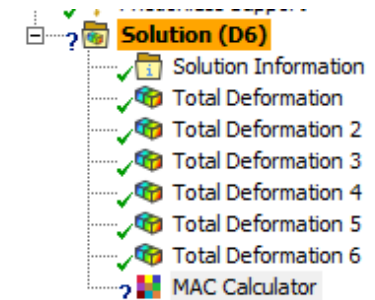 Solution (D6)
Solution Information
Total Deformation
Total Deformation 2
Total Deformation 3
Total Deformation 4
Total Deformation 5
Total Deformation 6
MAC Calculator